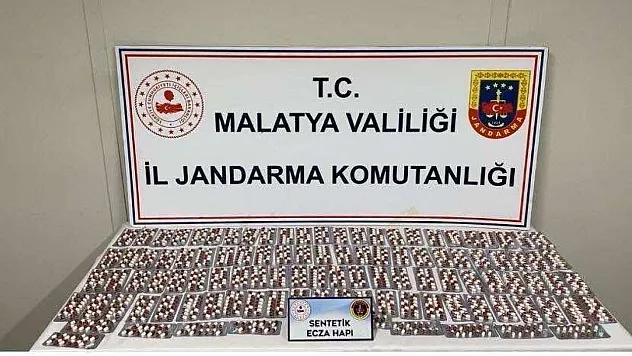 T.C.
MALATYA VALİLİĞİ
İL JANDARMA KOMUTANLIĞI
JANDARMA
SENTETİK
ECZA HAPI